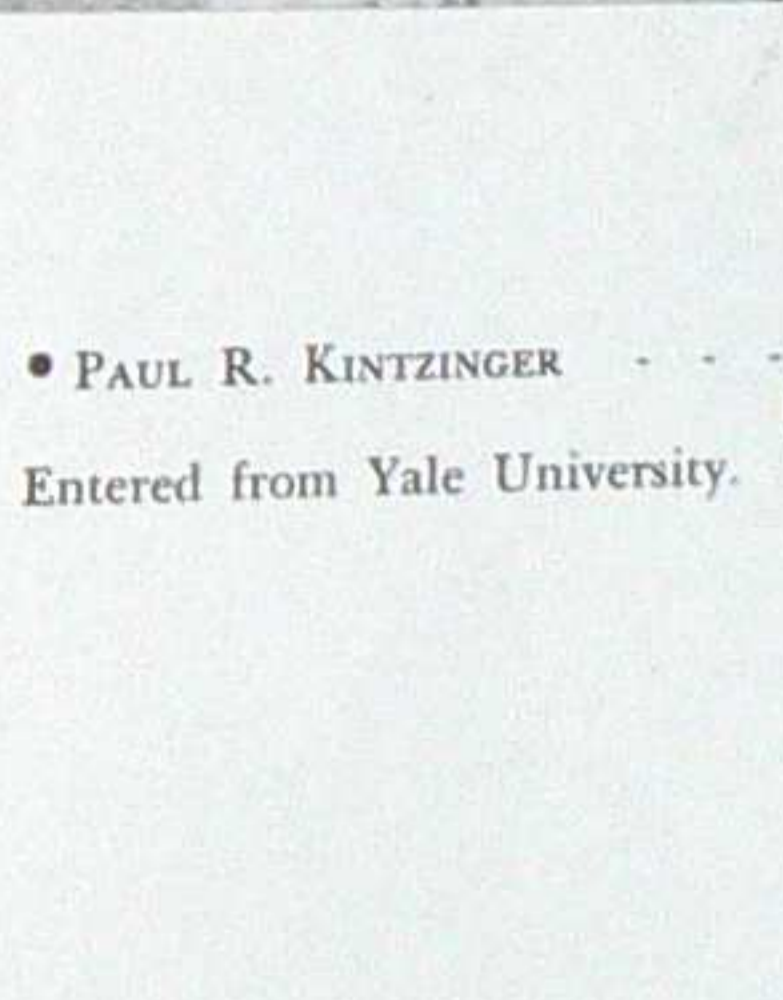 • PAUL R. KINTZINGER - - -
Entered from Yale University.